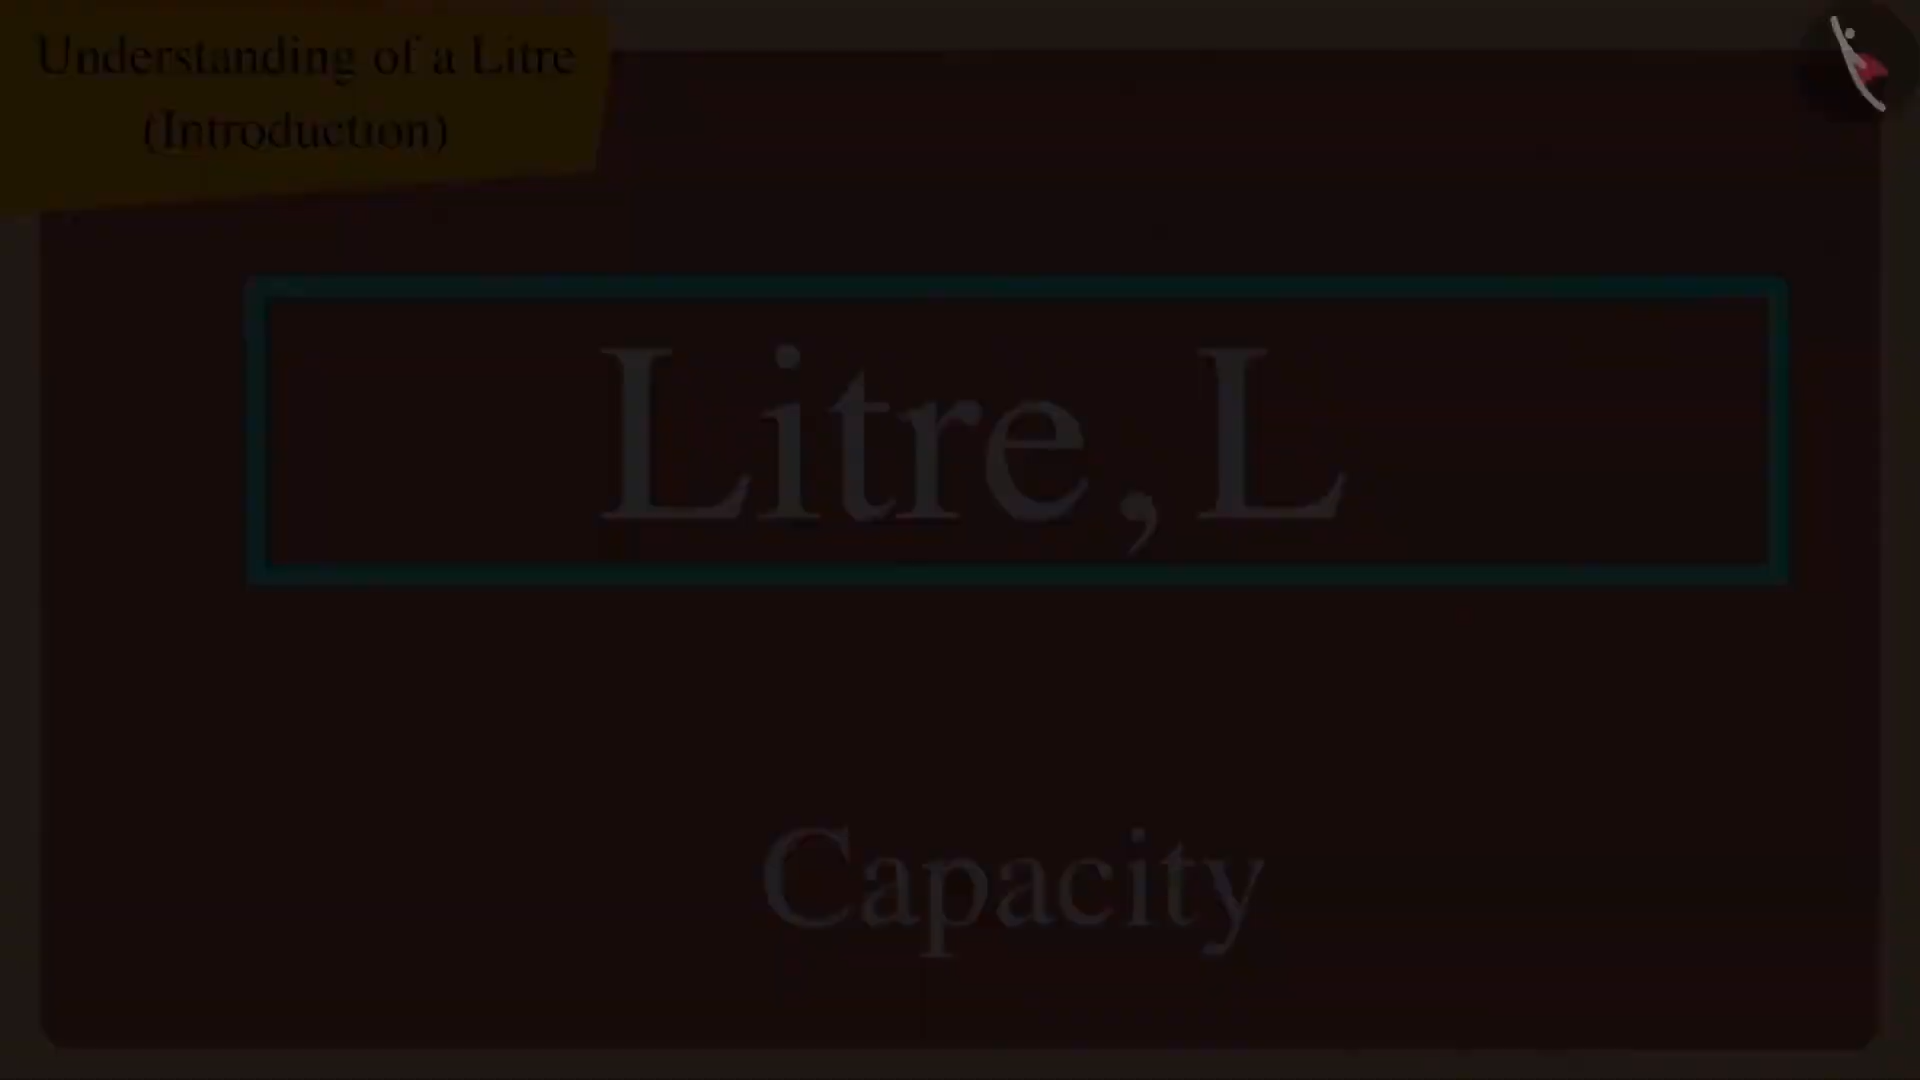 Understanding of a Litre
(Introduction)
Litre, L
Capacity